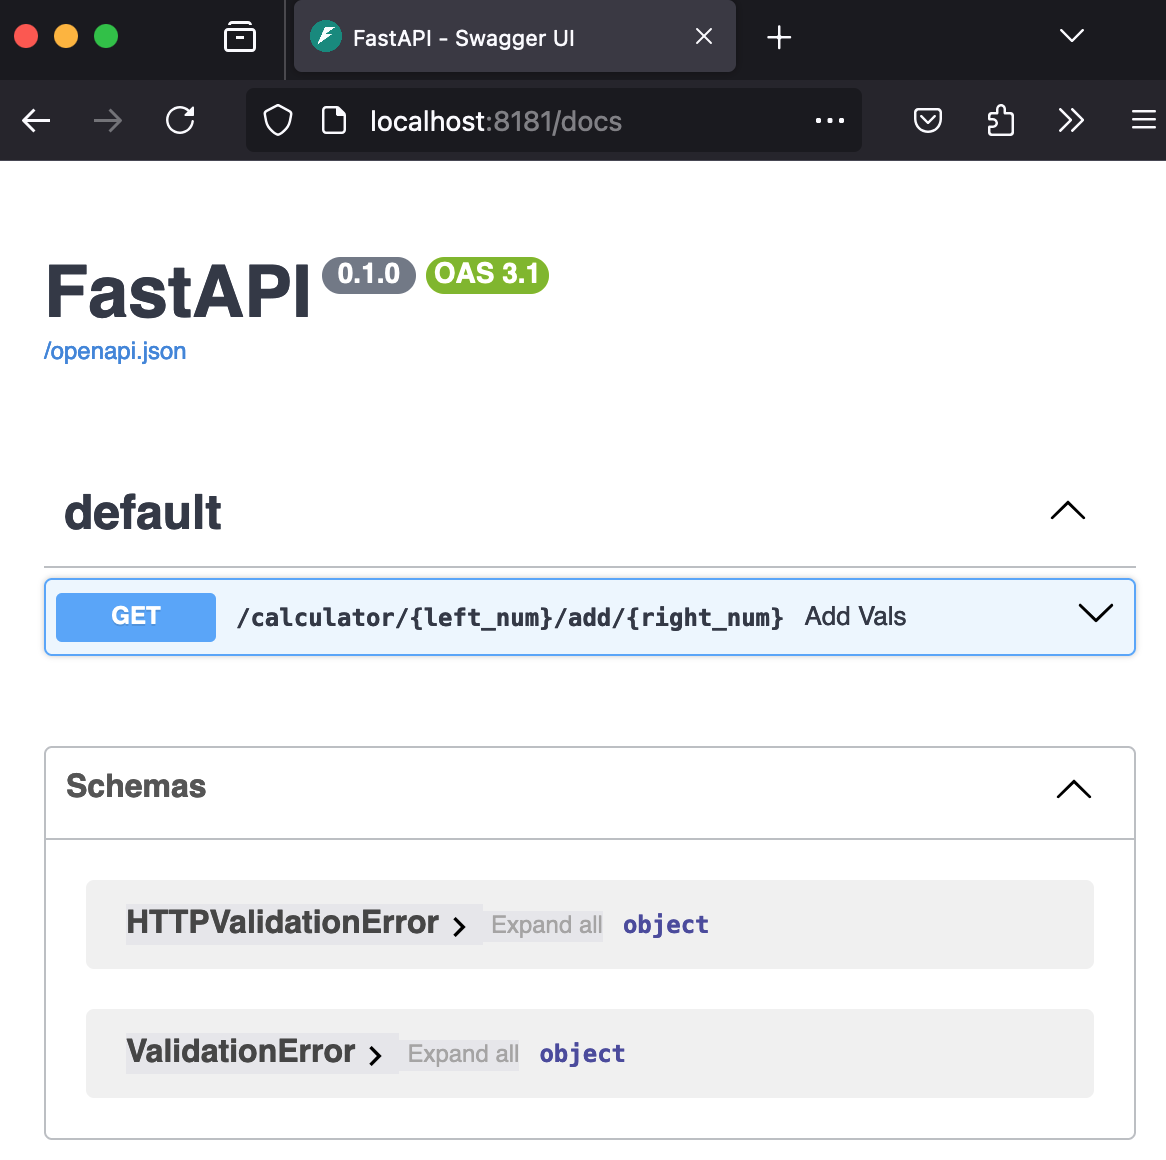 FastAPI - Swagger UI
localhost:8181/docs
FastAPI 0.1.0 OAS 3.1
/openapi.json
default
GET /calculator/{left_num}/add/{right_num} Add Vals
Schemas
HTTPValidationError Expand all object
ValidationError Expand all object